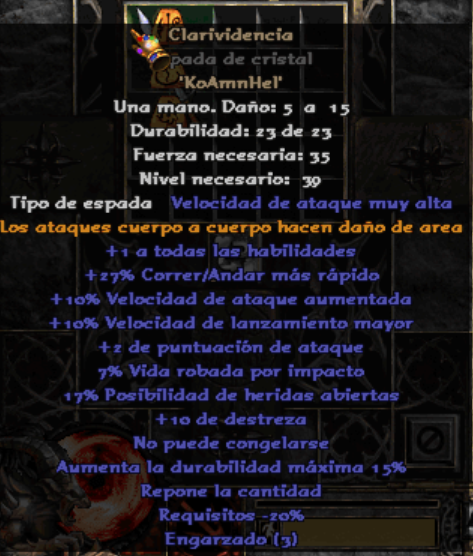 Clarividencia
pada de cristal
'KoAmnHel'
Una mano. Daño: 5 a 15
Durabilidad: 23 de 23
Fuerza necesaria: 35
Nivel necesario: 39
Tipo de espada Velocidad de ataque muy alta
Los ataques cuerpo a cuerpo hacen daño de area
+1 a todas las habilidades
+27% Correr/Andar más rápido
+10% Velocidad de ataque aumentada
+10% Velocidad de lanzamiento mayor
+2 de puntuación de ataque
7% Vida robada por impacto
17% Posibilidad de heridas abiertas
+10 de destreza
No puede congelarse
Aumenta la durabilidad máxima 15%
Repone la cantidad
Requisitos -20%
Engarzado (3)